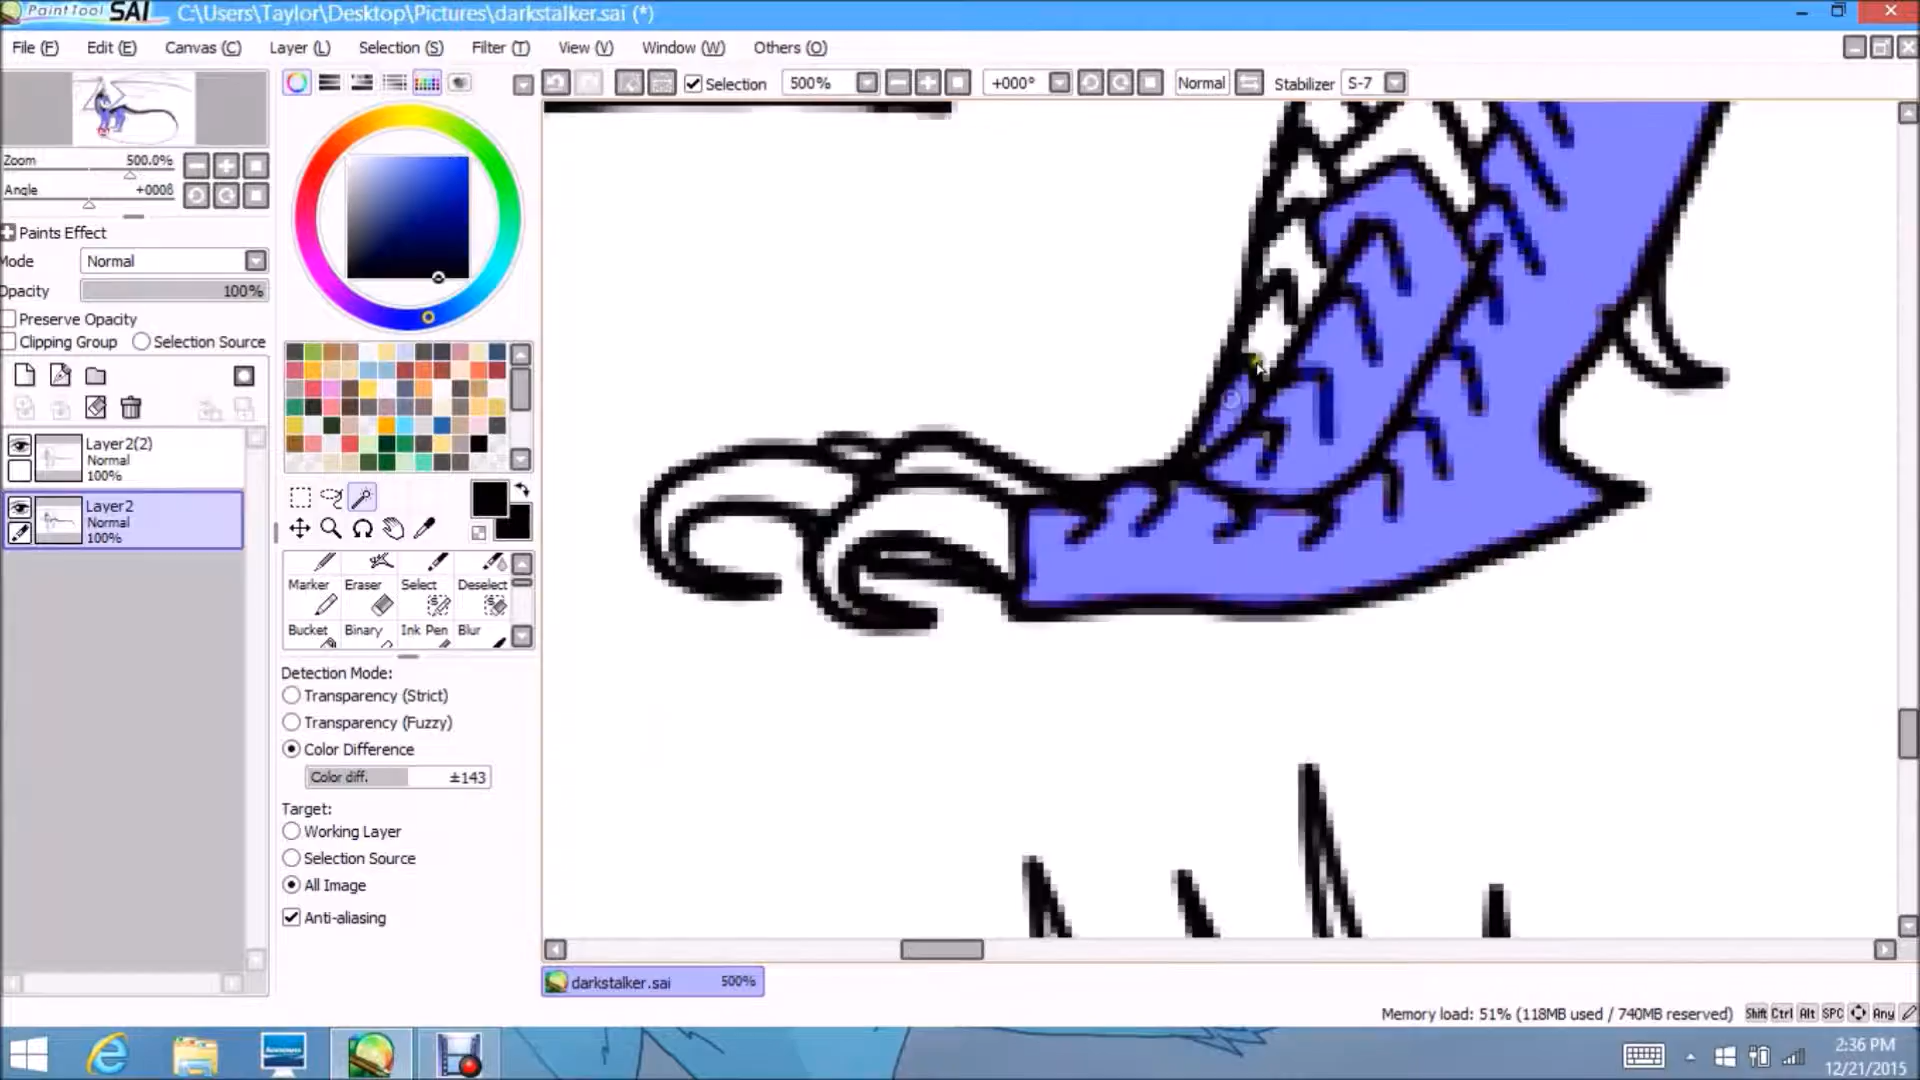 PaintTool SAI C:\Users\Taylor\Desktop\Pictures\darkstalker.sai (*)
File (F) Edit (E) Canvas (C) Layer (L) Selection (S) Filter (T) View (V) Window (W) Others (O)
Selection 500% +000° Normal Stabilizer S-7
Zoom 500.0%
Angle +000ß
Paints Effect
Mode Normal
Opacity 100%
Preserve Opacity
Clipping Group Selection Source
Layer2(2)
Normal
100%
Layer2
Normal
100%
Marker Eraser Select Deselect
Bucket Binary Ink Pen Blur
Detection Mode:
Transparency (Strict)
Transparency (Fuzzy)
Color Difference
Color diff. ±143
Target:
Working Layer
Selection Source
All Image
Anti-aliasing
darkstalker.sai 500%
Memory load: 51% (118MB used / 740MB reserved) Shift Ctrl Alt SPC Any
2:36 PM
12/21/2015